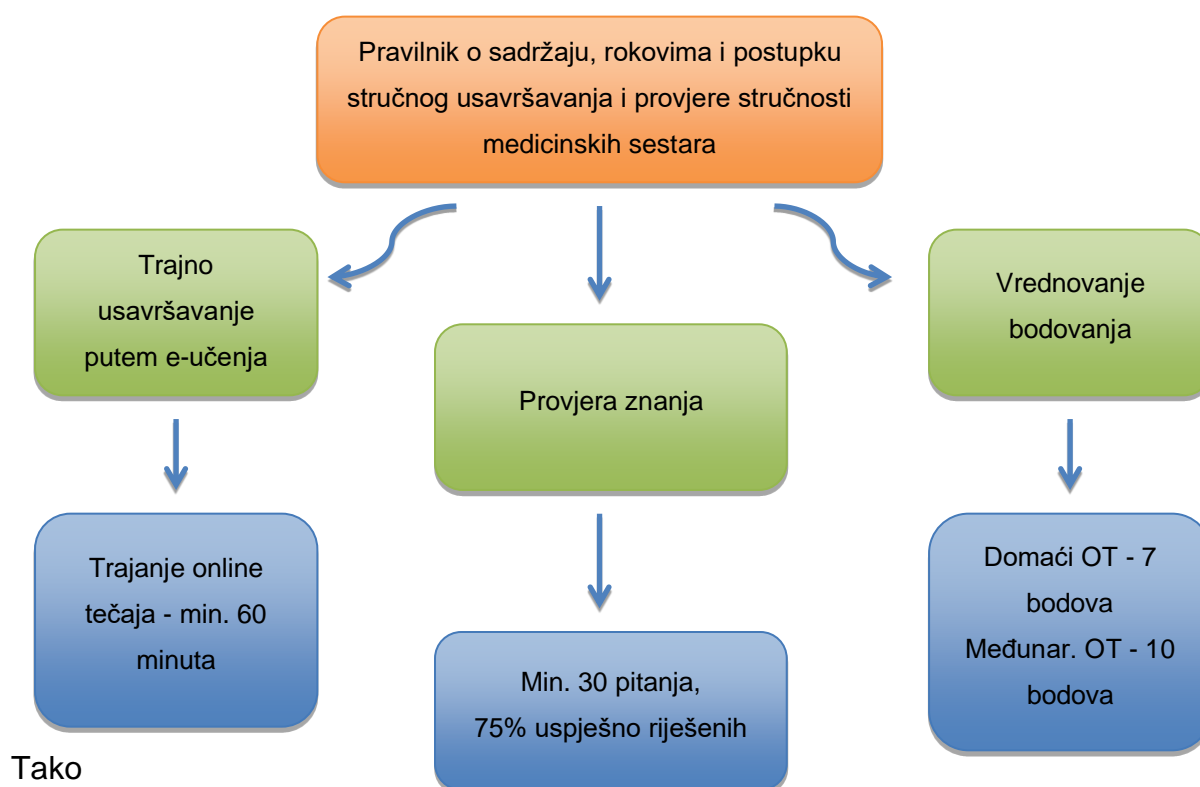 Pravilnik o sadržaju, rokovima i postupku
stručnog usavršavanja i provjere stručnosti
medicinskih sestara
Trajno
usavršavanje
putem e-učenja
Provjera znanja
Vrednovanje
bodovanja
Trajanje online
tečaja - min. 60
minuta
Min. 30 pitanja,
75% uspješno riješenih
Domaći OT - 7
bodova
Međunar. OT - 10
bodova
Tako